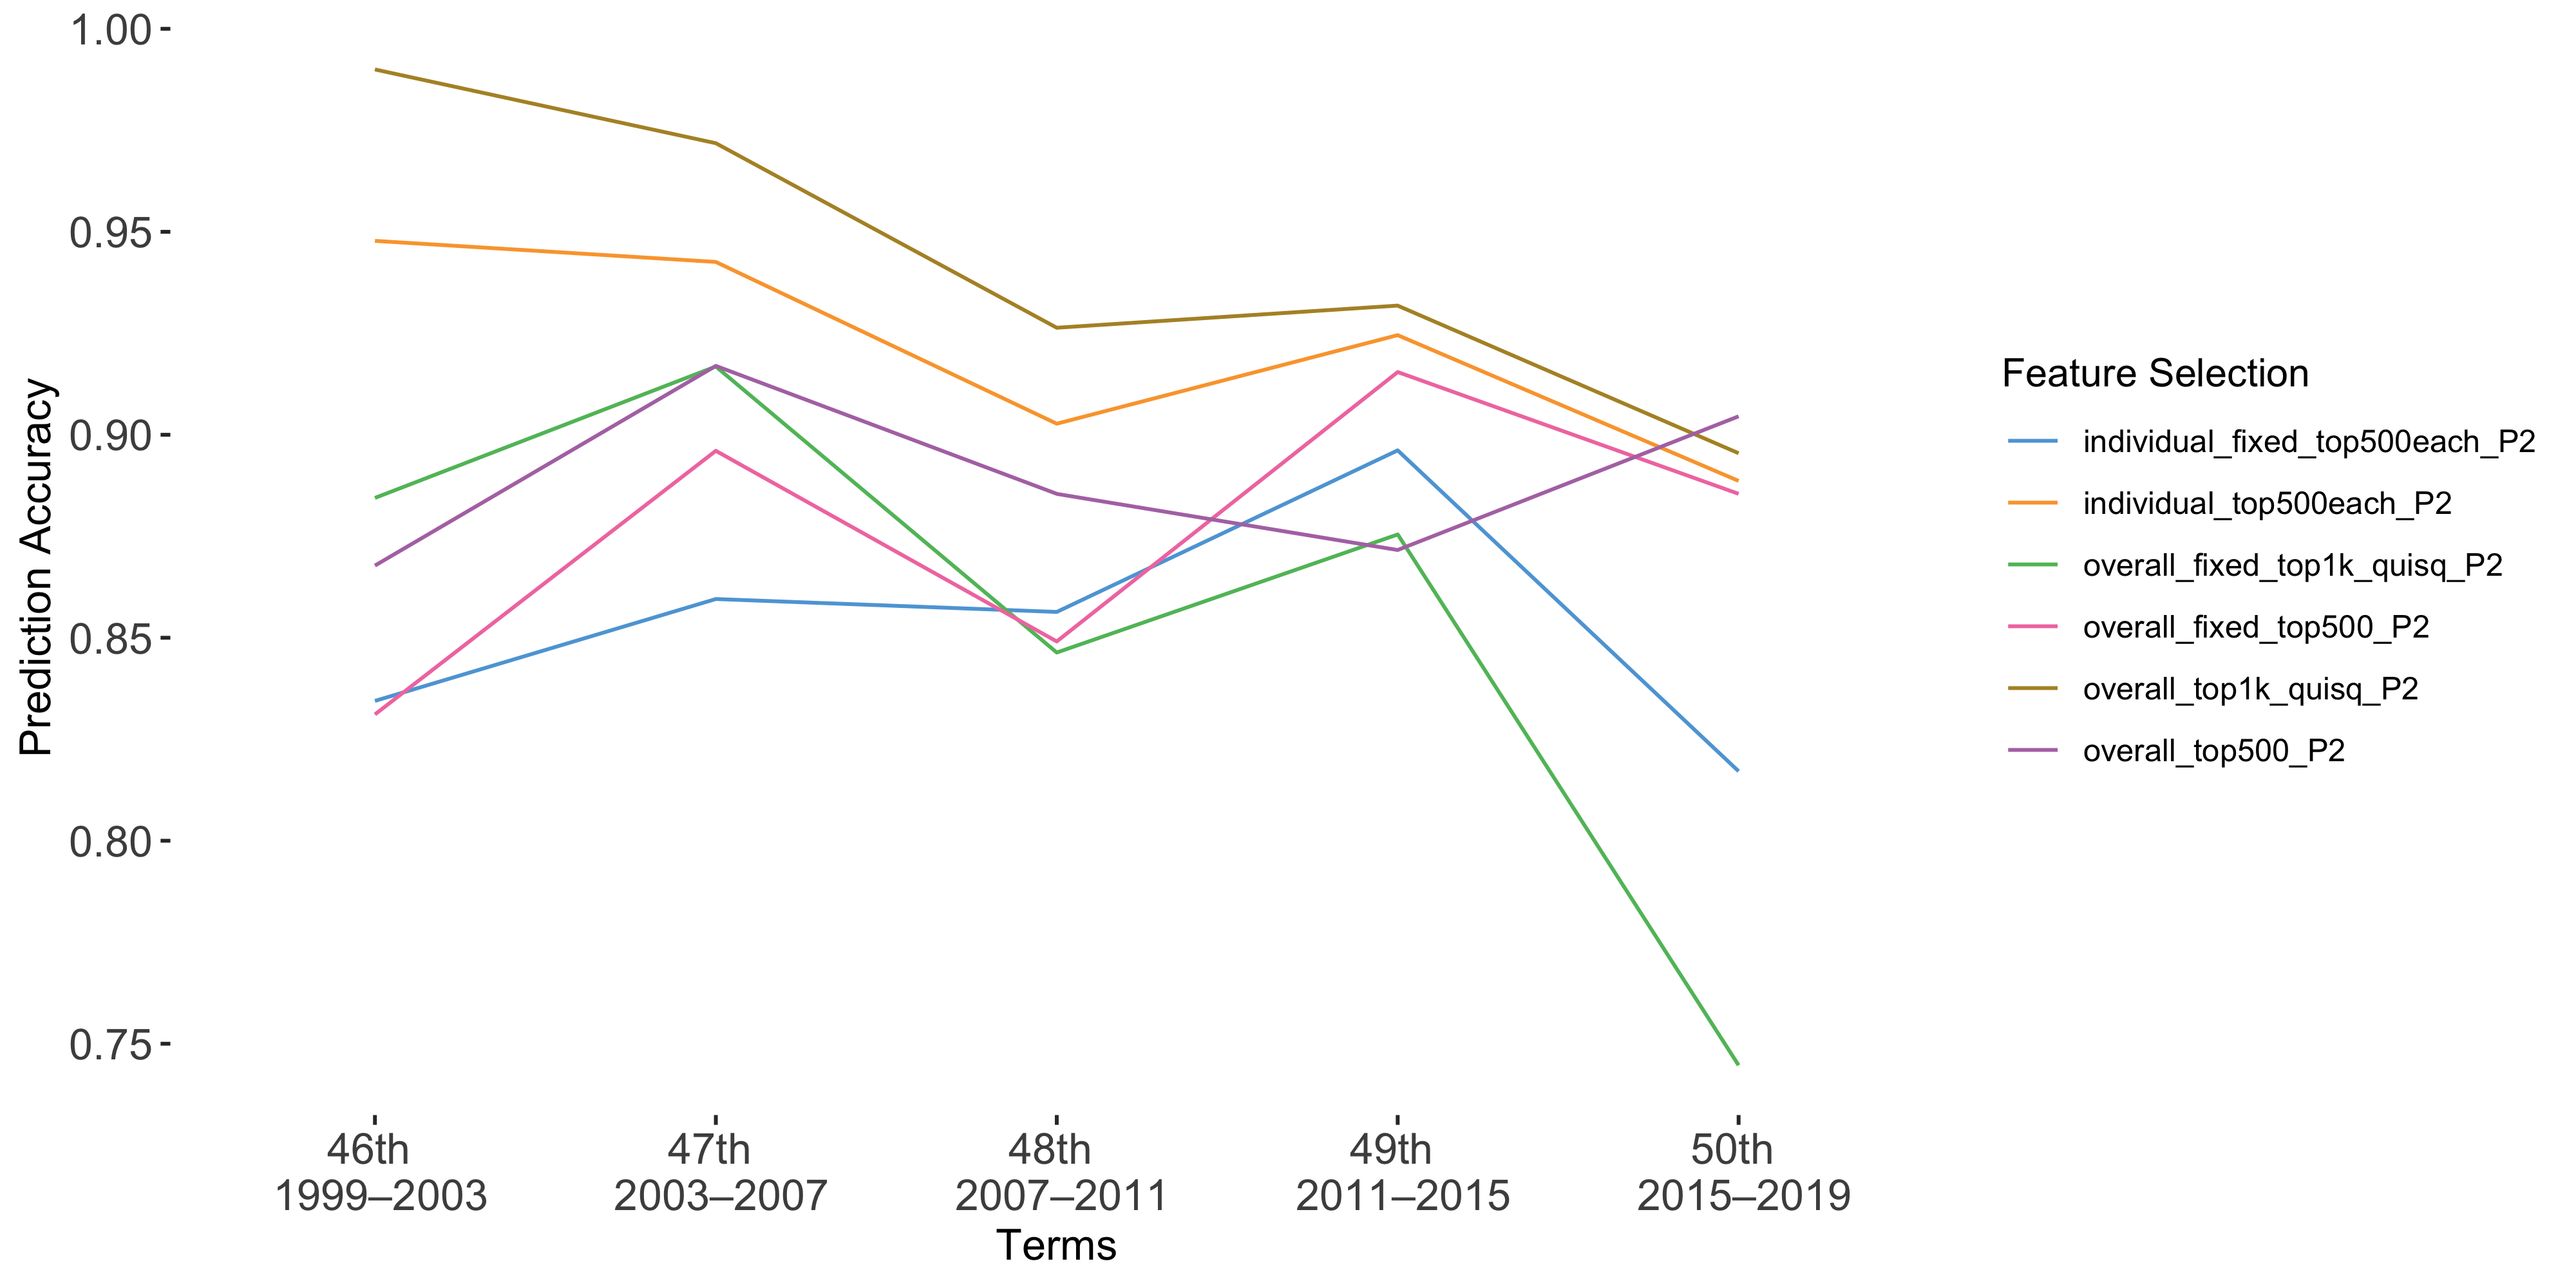 1.00
0.95
0.90
0.85
0.80
0.75
Prediction Accuracy
46th
1999–2003
47th
2003–2007
48th
2007–2011
49th
2011–2015
50th
2015–2019
Terms
Feature Selection
individual_fixed_top500each_P2
individual_top500each_P2
overall_fixed_top1k_quisq_P2
overall_fixed_top500_P2
overall_top1k_quisq_P2
overall_top500_P2